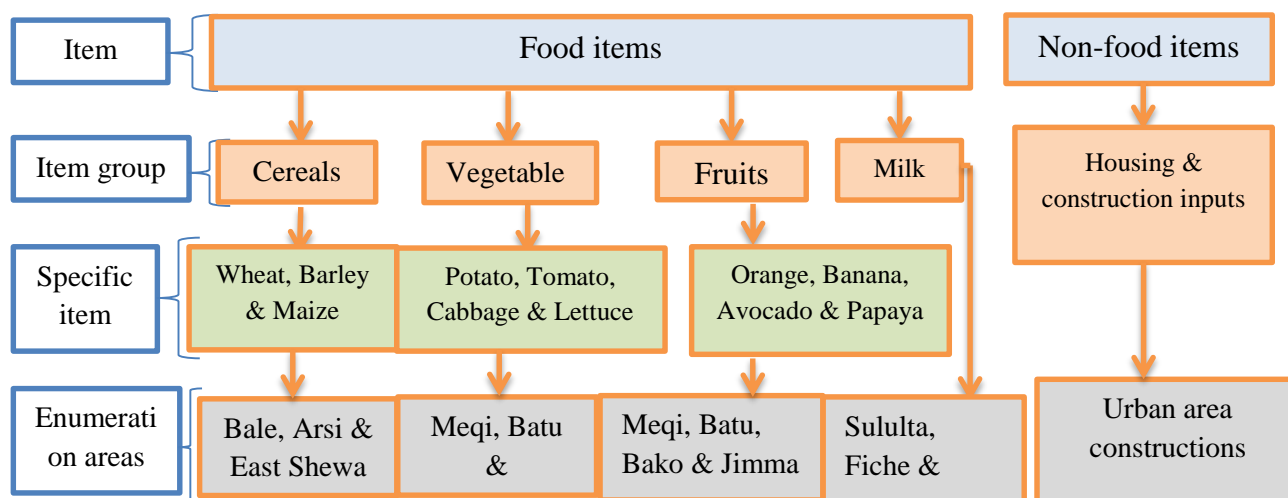 Item
Food items
Non-food items
Item group
Cereals
Vegetable
Fruits
Milk
Housing &
construction inputs
Specific
item
Wheat, Barley
& Maize
Potato, Tomato,
Cabbage & Lettuce
Orange, Banana,
Avocado & Papaya
Enumerati
on areas
Bale, Arsi &
East Shewa
Meqi, Batu
&
Meqi, Batu,
Bako & Jimma
Sululta,
Fiche &
Urban area
constructions